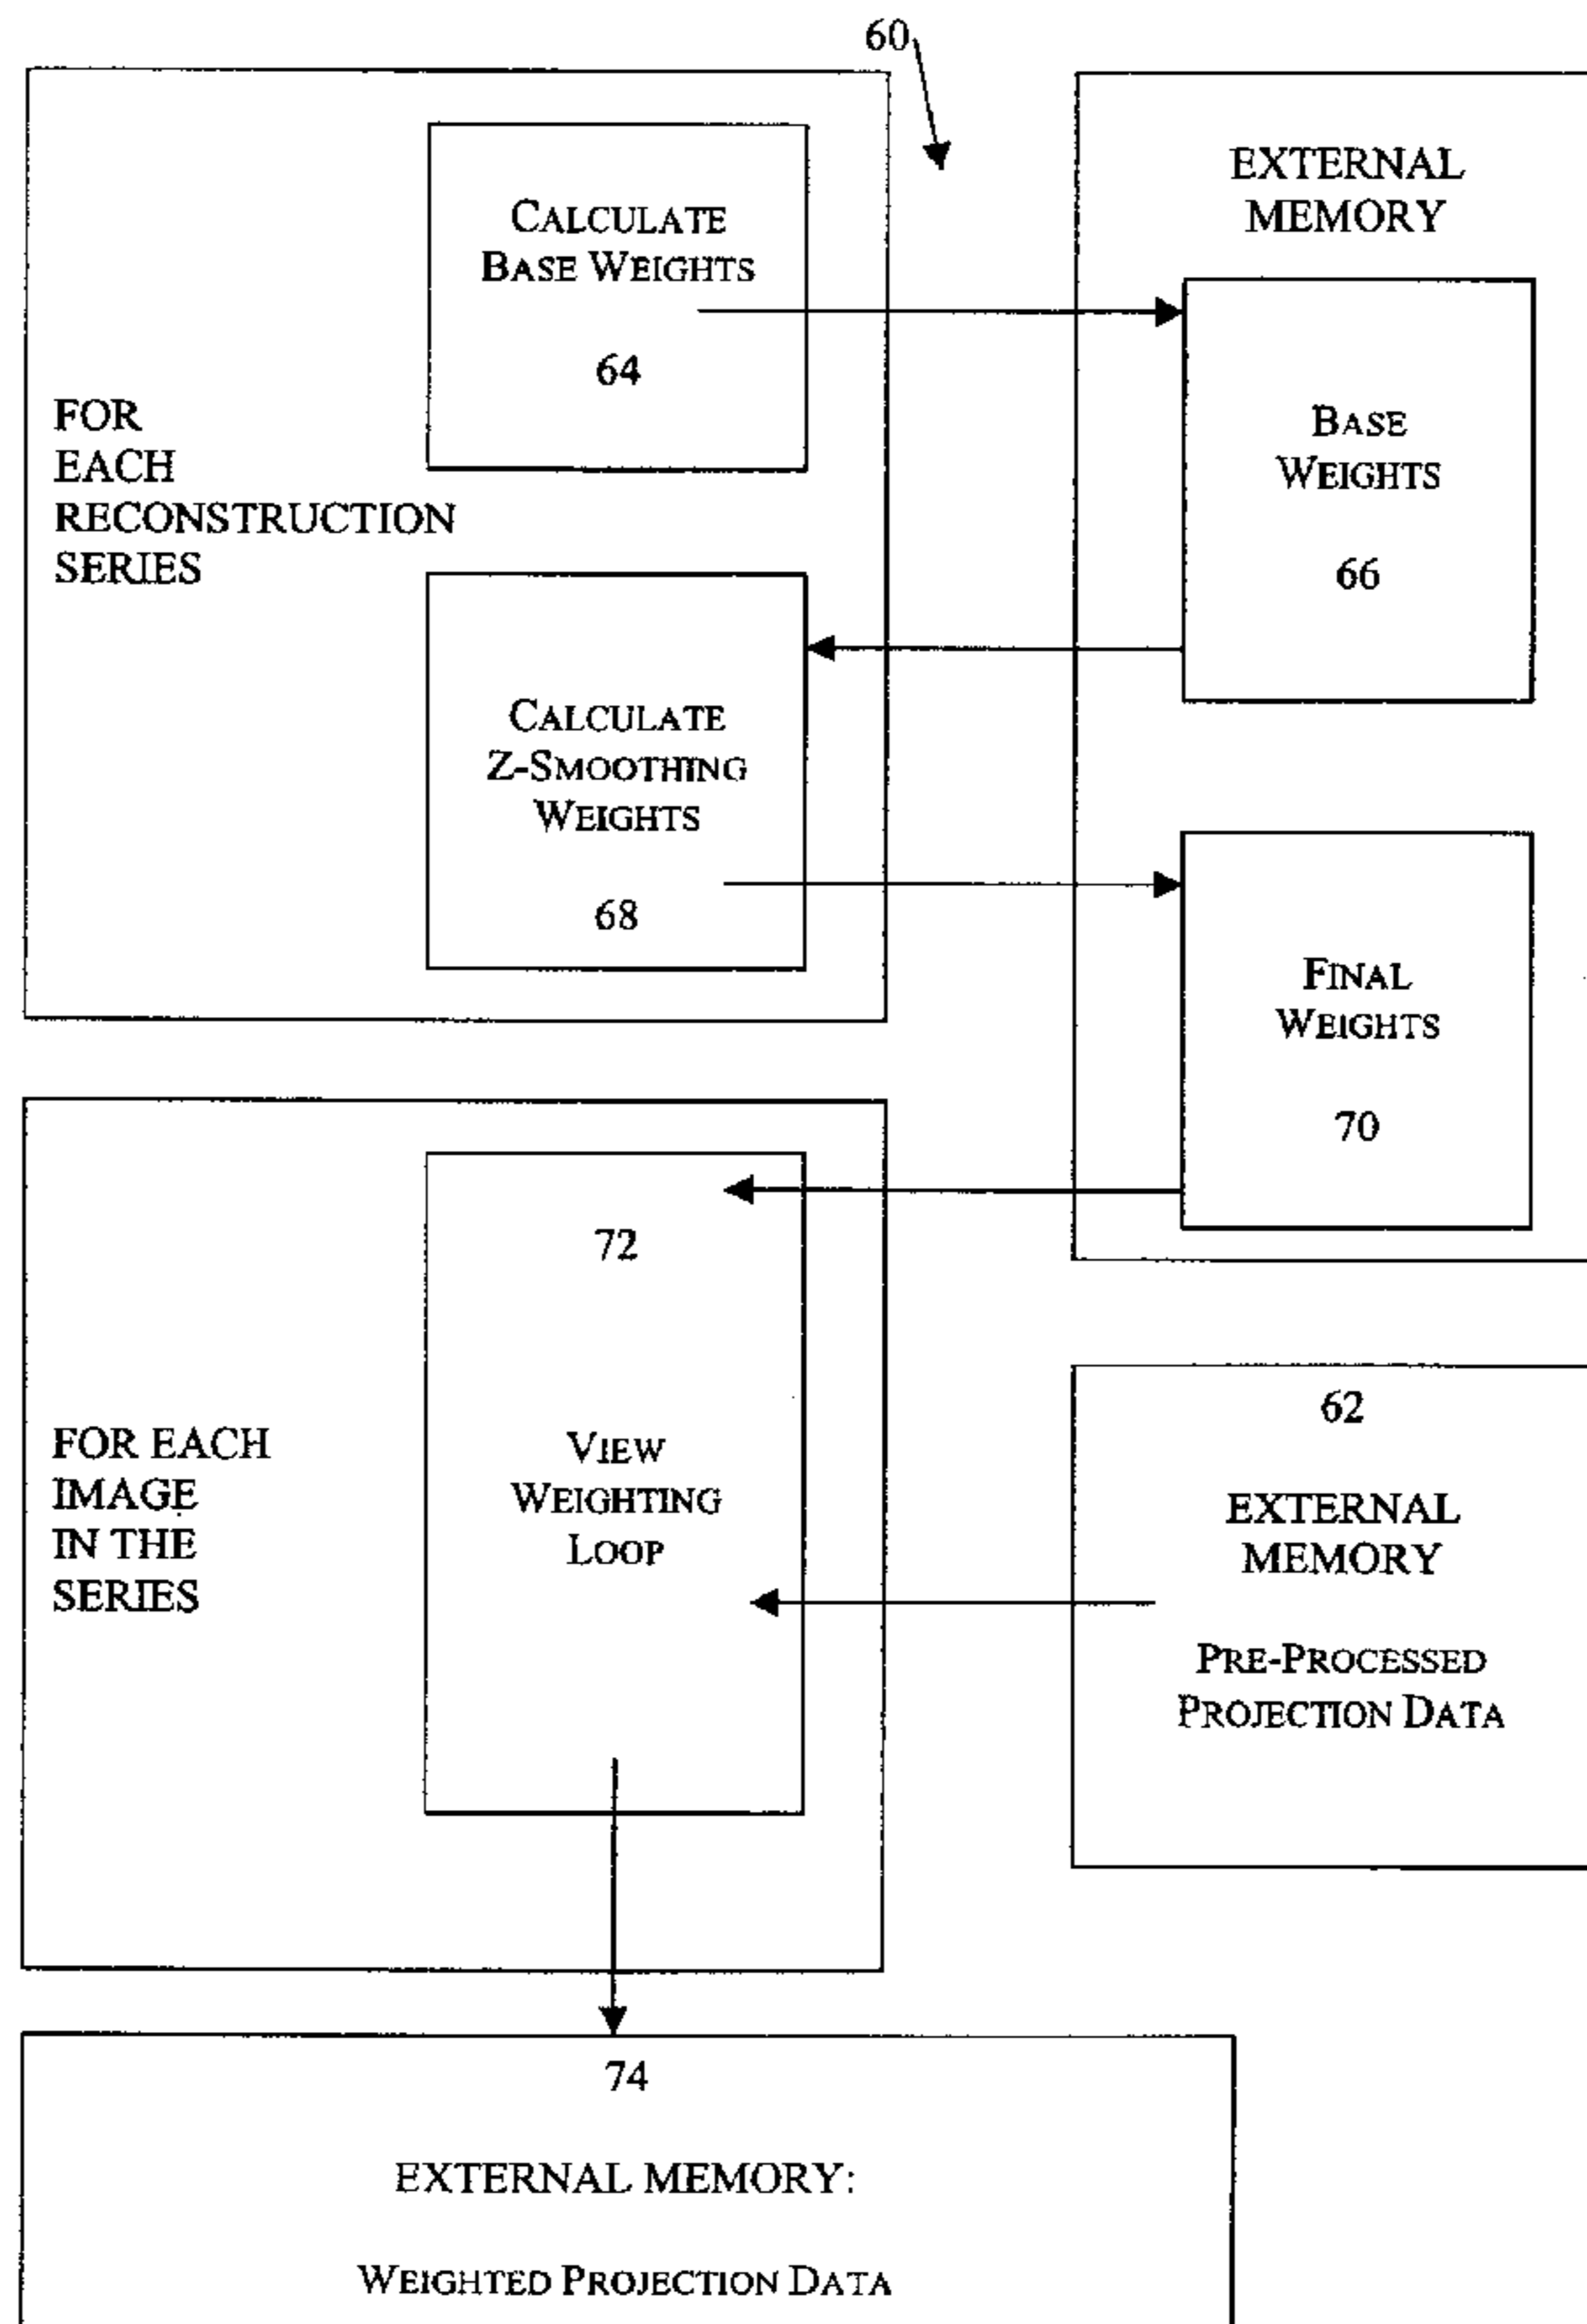 60
FOR
EACH
RECONSTRUCTION
SERIES
CALCULATE
BASE WEIGHTS
64
CALCULATE
Z-SMOOTHING
WEIGHTS
68
EXTERNAL
MEMORY
BASE
WEIGHTS
66
FINAL
WEIGHTS
70
FOR EACH
IMAGE
IN THE
SERIES
72
VIEW
WEIGHTING
LOOP
62
EXTERNAL
MEMORY
PRE-PROCESSED
PROJECTION DATA
74
EXTERNAL MEMORY:
WEIGHTED PROJECTION DATA